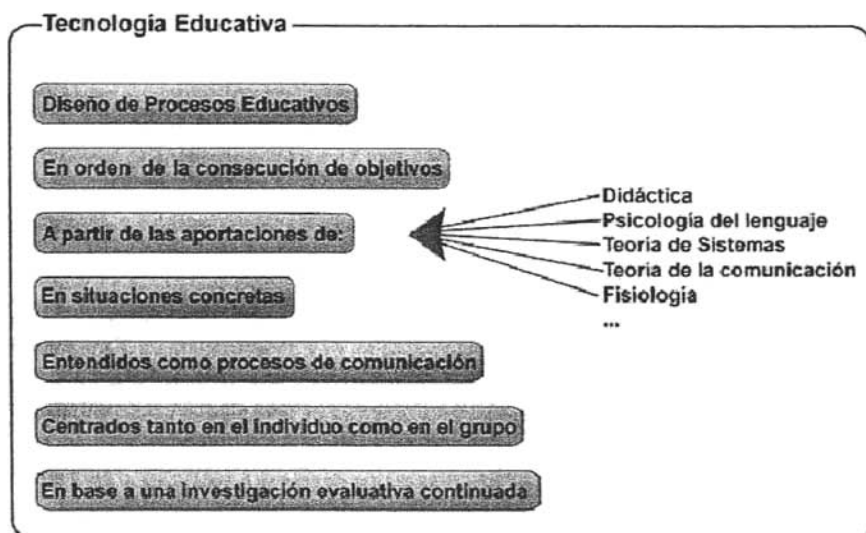 Tecnología Educativa
Diseño de Procesos Educativos
En orden de la consecución de objetivos
A partir de las aportaciones de:
Didáctica
Psicología del lenguaje
Teoría de Sistemas
Teoría de la comunicación
Fisiología
...
En situaciones concretas
Entendidos como procesos de comunicación
Centrados tanto en el individuo como en el grupo
En base a una investigación evaluativa continuada